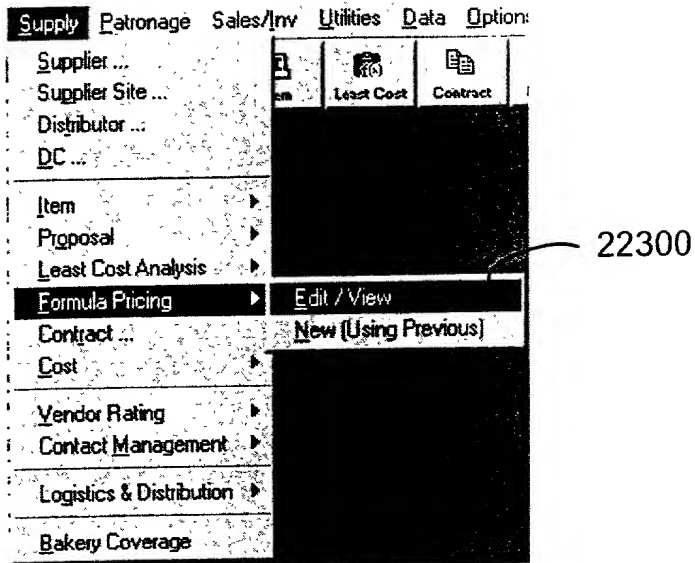 Supply Patronage Sales/Inv Utilities Data Option
Supplier ...
Supplier Site ...
Distributor ...
DC ...
Least Cost
Contract
Item
Proposal
Least Cost Analysis
Formula Pricing
Edit / View
New (Using Previous)
Contract ...
Cost
Vendor Rating
Contact Management
Logistics & Distribution
Bakery Coverage
22300